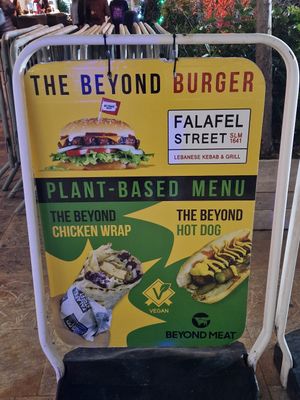 THE BEYOND BURGER
FALAFEL
STREET SLM
1641
LEBANESE KEBAB & GRILL
PLANT-BASED MENU
THE BEYOND
CHICKEN WRAP
THE BEYOND
HOT DOG
VEGAN
BEYOND MEAT